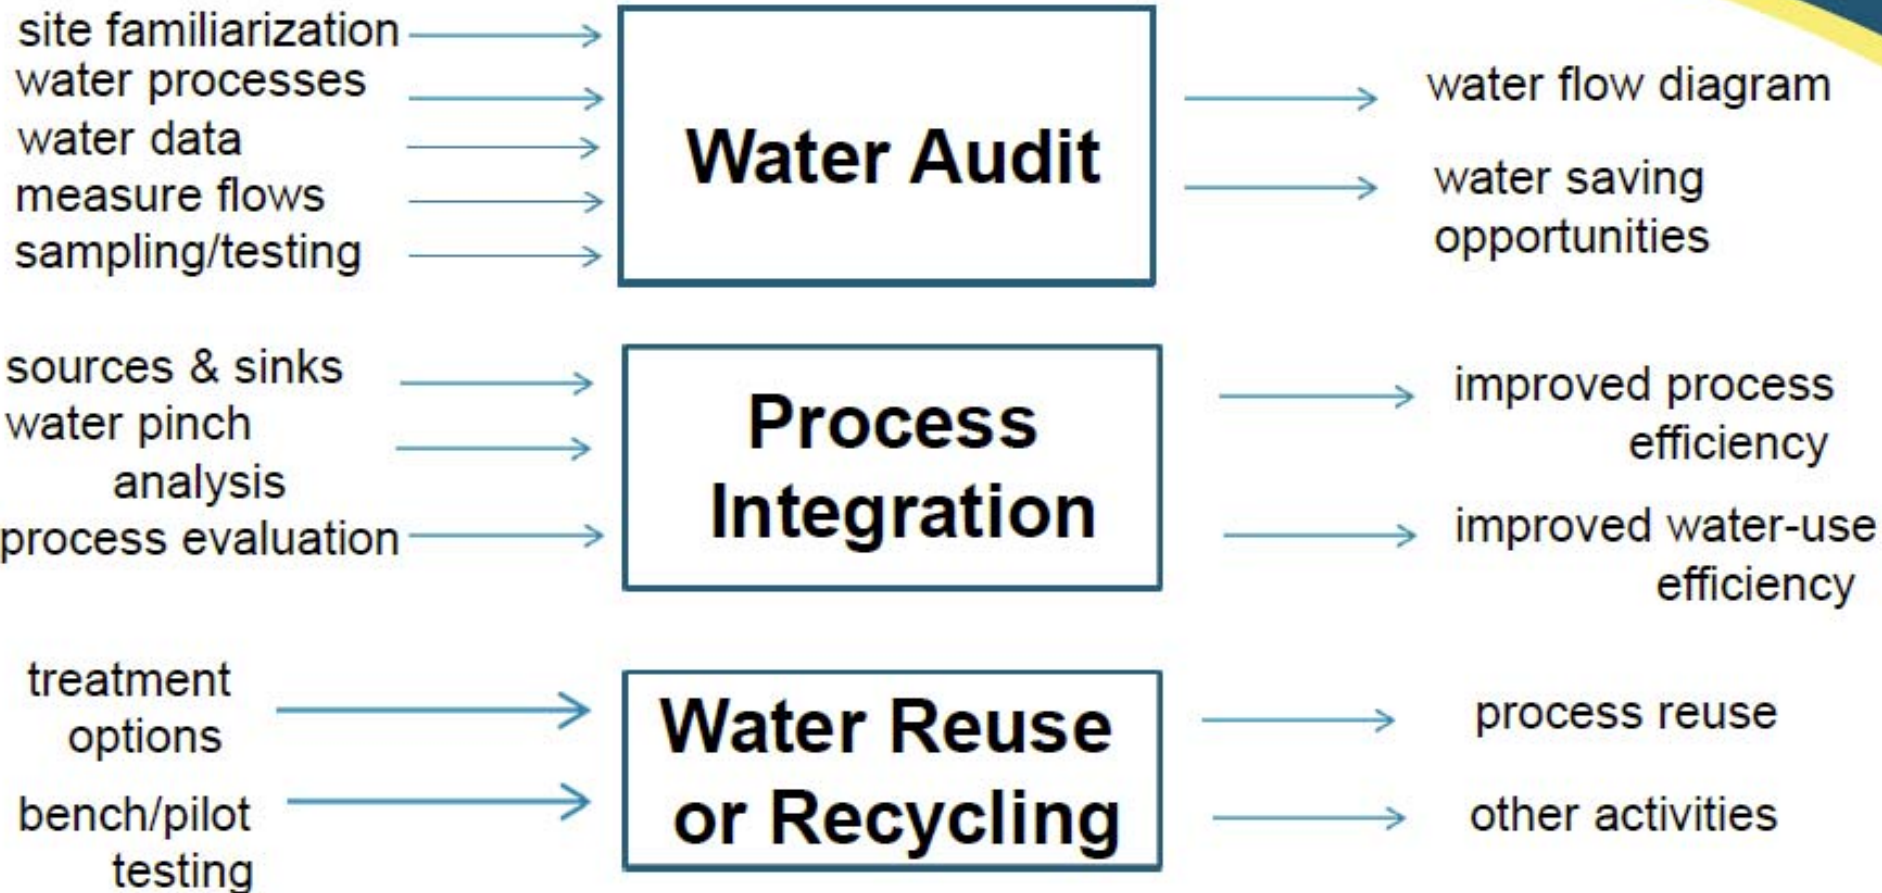 site familiarization
water processes
water data
measure flows
sampling/testing
Water Audit
water flow diagram
water saving
opportunities
sources & sinks
water pinch
analysis
process evaluation
Process
Integration
improved process
efficiency
improved water-use
efficiency
treatment
options
bench/pilot
testing
Water Reuse
or Recycling
process reuse
other activities